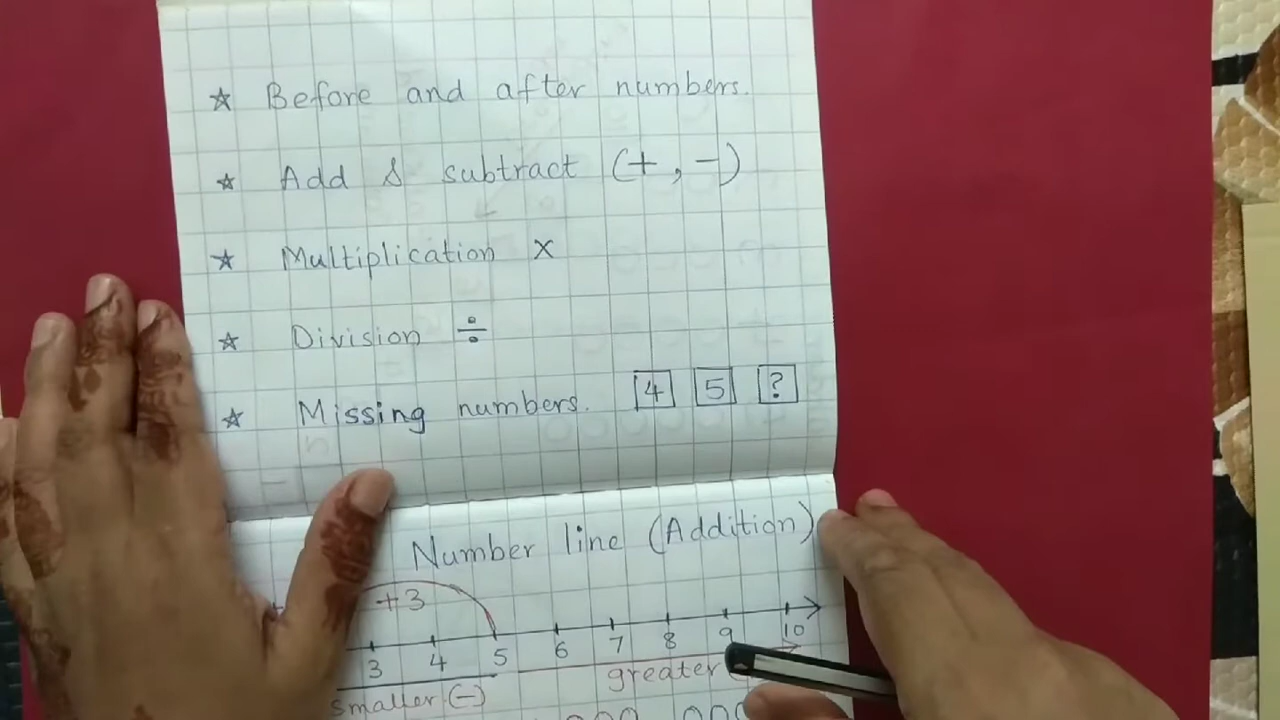 ☆ Before and after numbers.
☆ Add & subtract (+, -)
☆ Multiplication ×
☆ Division ÷
☆ Missing numbers. 4 5 ?
Number line (Addition)
+3
3 4 5 6 7 8 9 10
smaller (-) greater